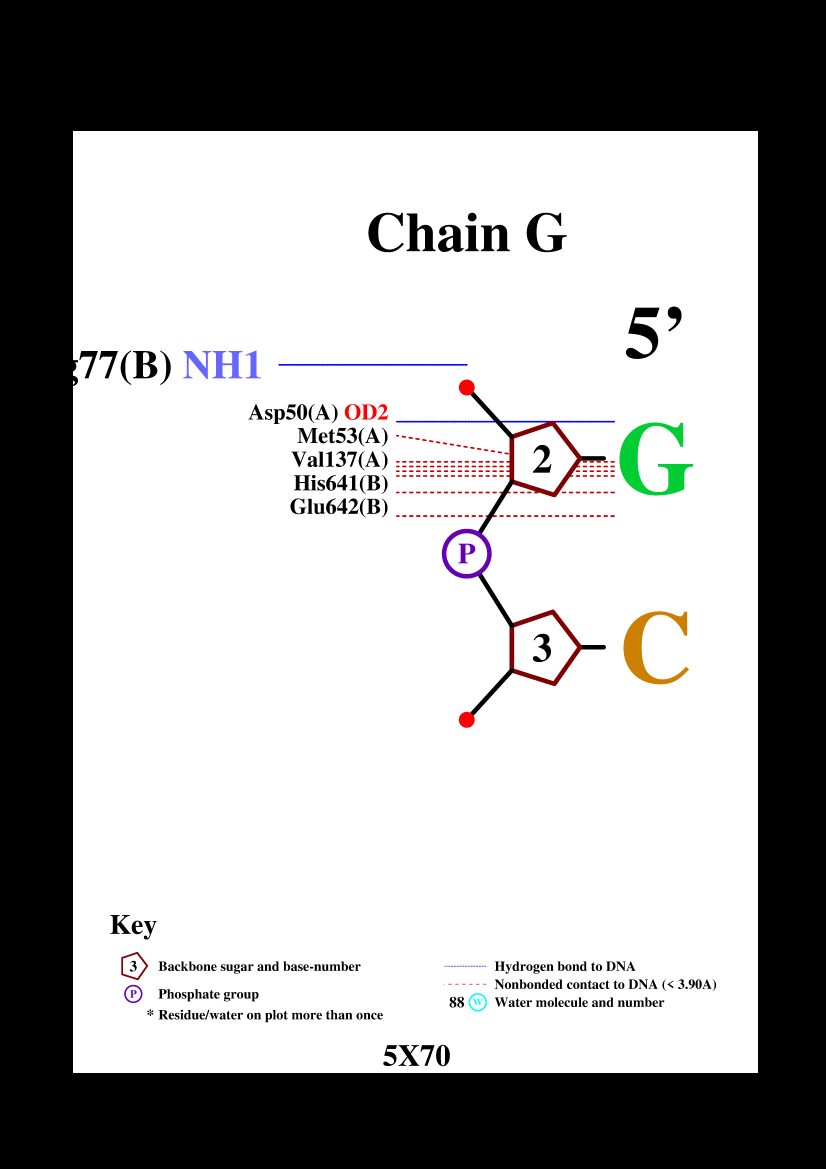 Chain G
5’
g77(B) NH1
Asp50(A) OD2
Met53(A)
Val137(A)
His641(B)
Glu642(B)
2
G
P
3
C
Key
3 Backbone sugar and base-number
P Phosphate group
* Residue/water on plot more than once
Hydrogen bond to DNA
Nonbonded contact to DNA (< 3.90A)
88 W Water molecule and number
5X70